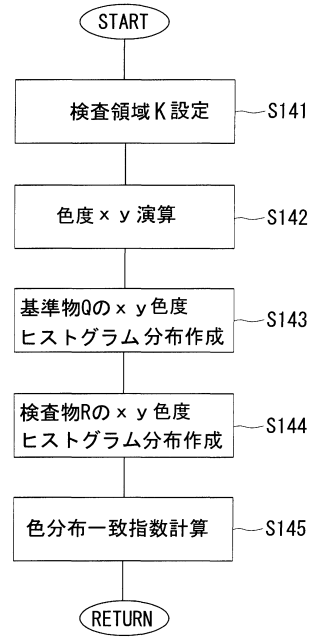 START
検査領域K設定
S141
色度xy演算
S142
基準物Qのxy色度
ヒストグラム分布作成
S143
検査物Rのxy色度
ヒストグラム分布作成
S144
色分布一致指数計算
S145
RETURN